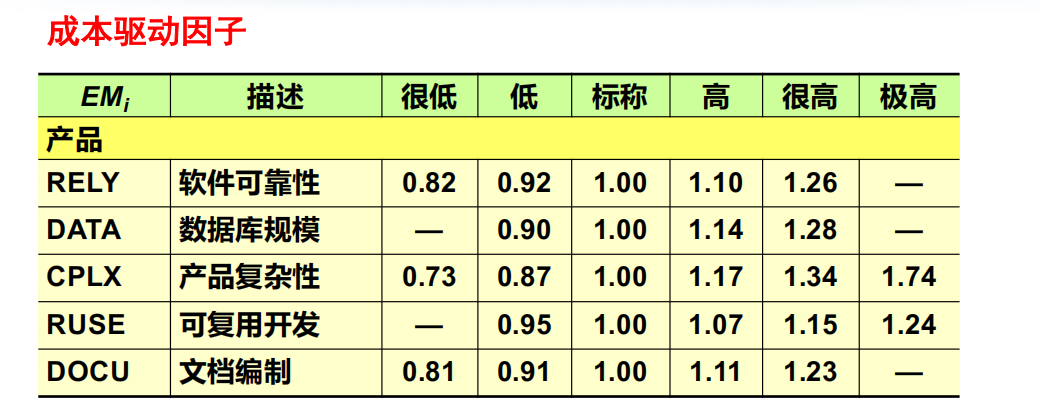 成本驱动因子
EMi 描述 很低 低 标称 高 很高 极高
产品
RELY 软件可靠性 0.82 0.92 1.00 1.10 1.26 —
DATA 数据库规模 — 0.90 1.00 1.14 1.28 —
CPLX 产品复杂性 0.73 0.87 1.00 1.17 1.34 1.74
RUSE 可复用开发 — 0.95 1.00 1.07 1.15 1.24
DOCU 文档编制 0.81 0.91 1.00 1.11 1.23 —